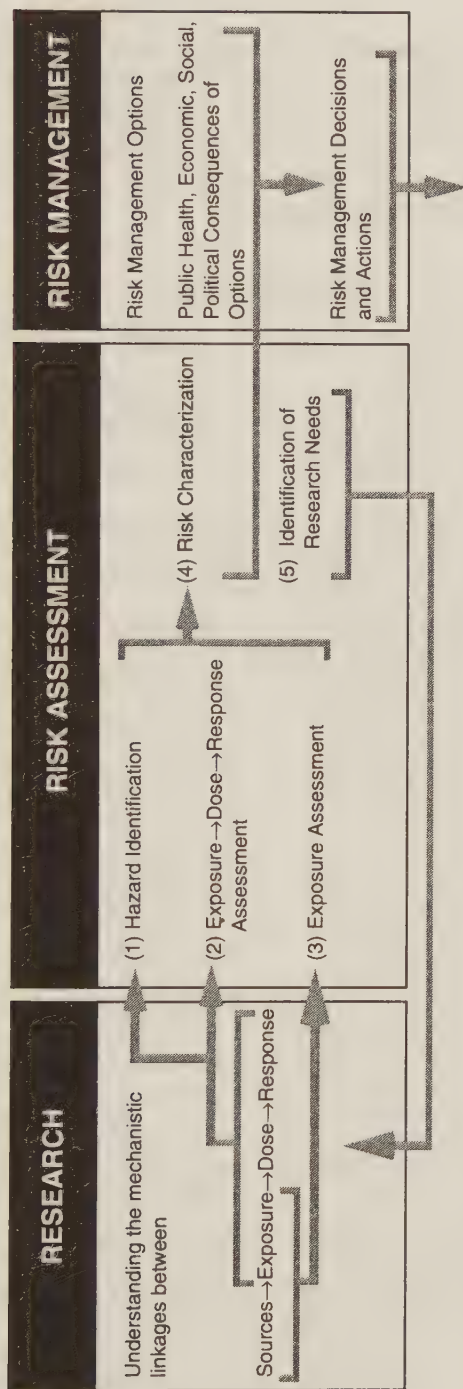 RESEARCH
Understanding the mechanistic
linkages between
Sources→Exposure→Dose→Response
RISK ASSESSMENT
(1) Hazard Identification
(2) Exposure→Dose→Response
Assessment
(3) Exposure Assessment
(4) Risk Characterization
(5) Identification of
Research Needs
RISK MANAGEMENT
Risk Management Options
Public Health, Economic, Social,
Political Consequences of
Options
Risk Management Decisions
and Actions